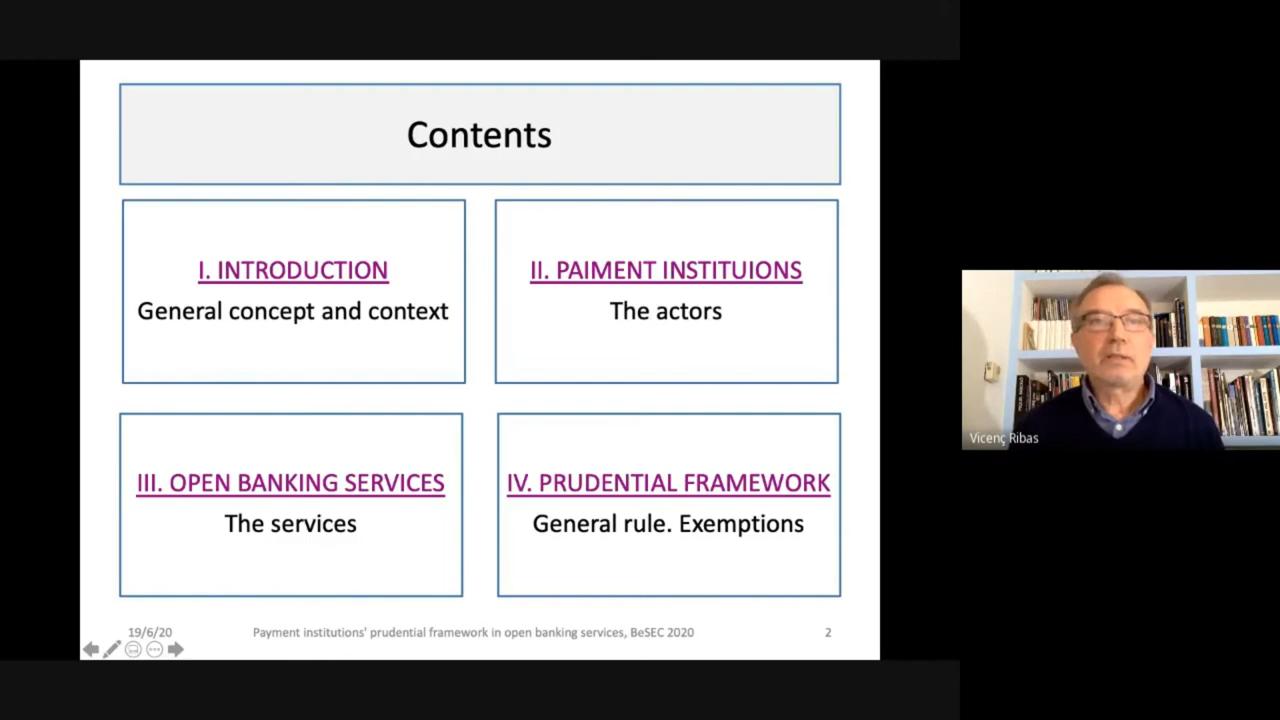 Contents
I. INTRODUCTION
General concept and context
II. PAIMENT INSTITUIONS
The actors
III. OPEN BANKING SERVICES
The services
IV. PRUDENTIAL FRAMEWORK
General rule. Exemptions
19/6/20
Payment institutions' prudential framework in open banking services, BeSEC 2020
2
Vicenç Ribas